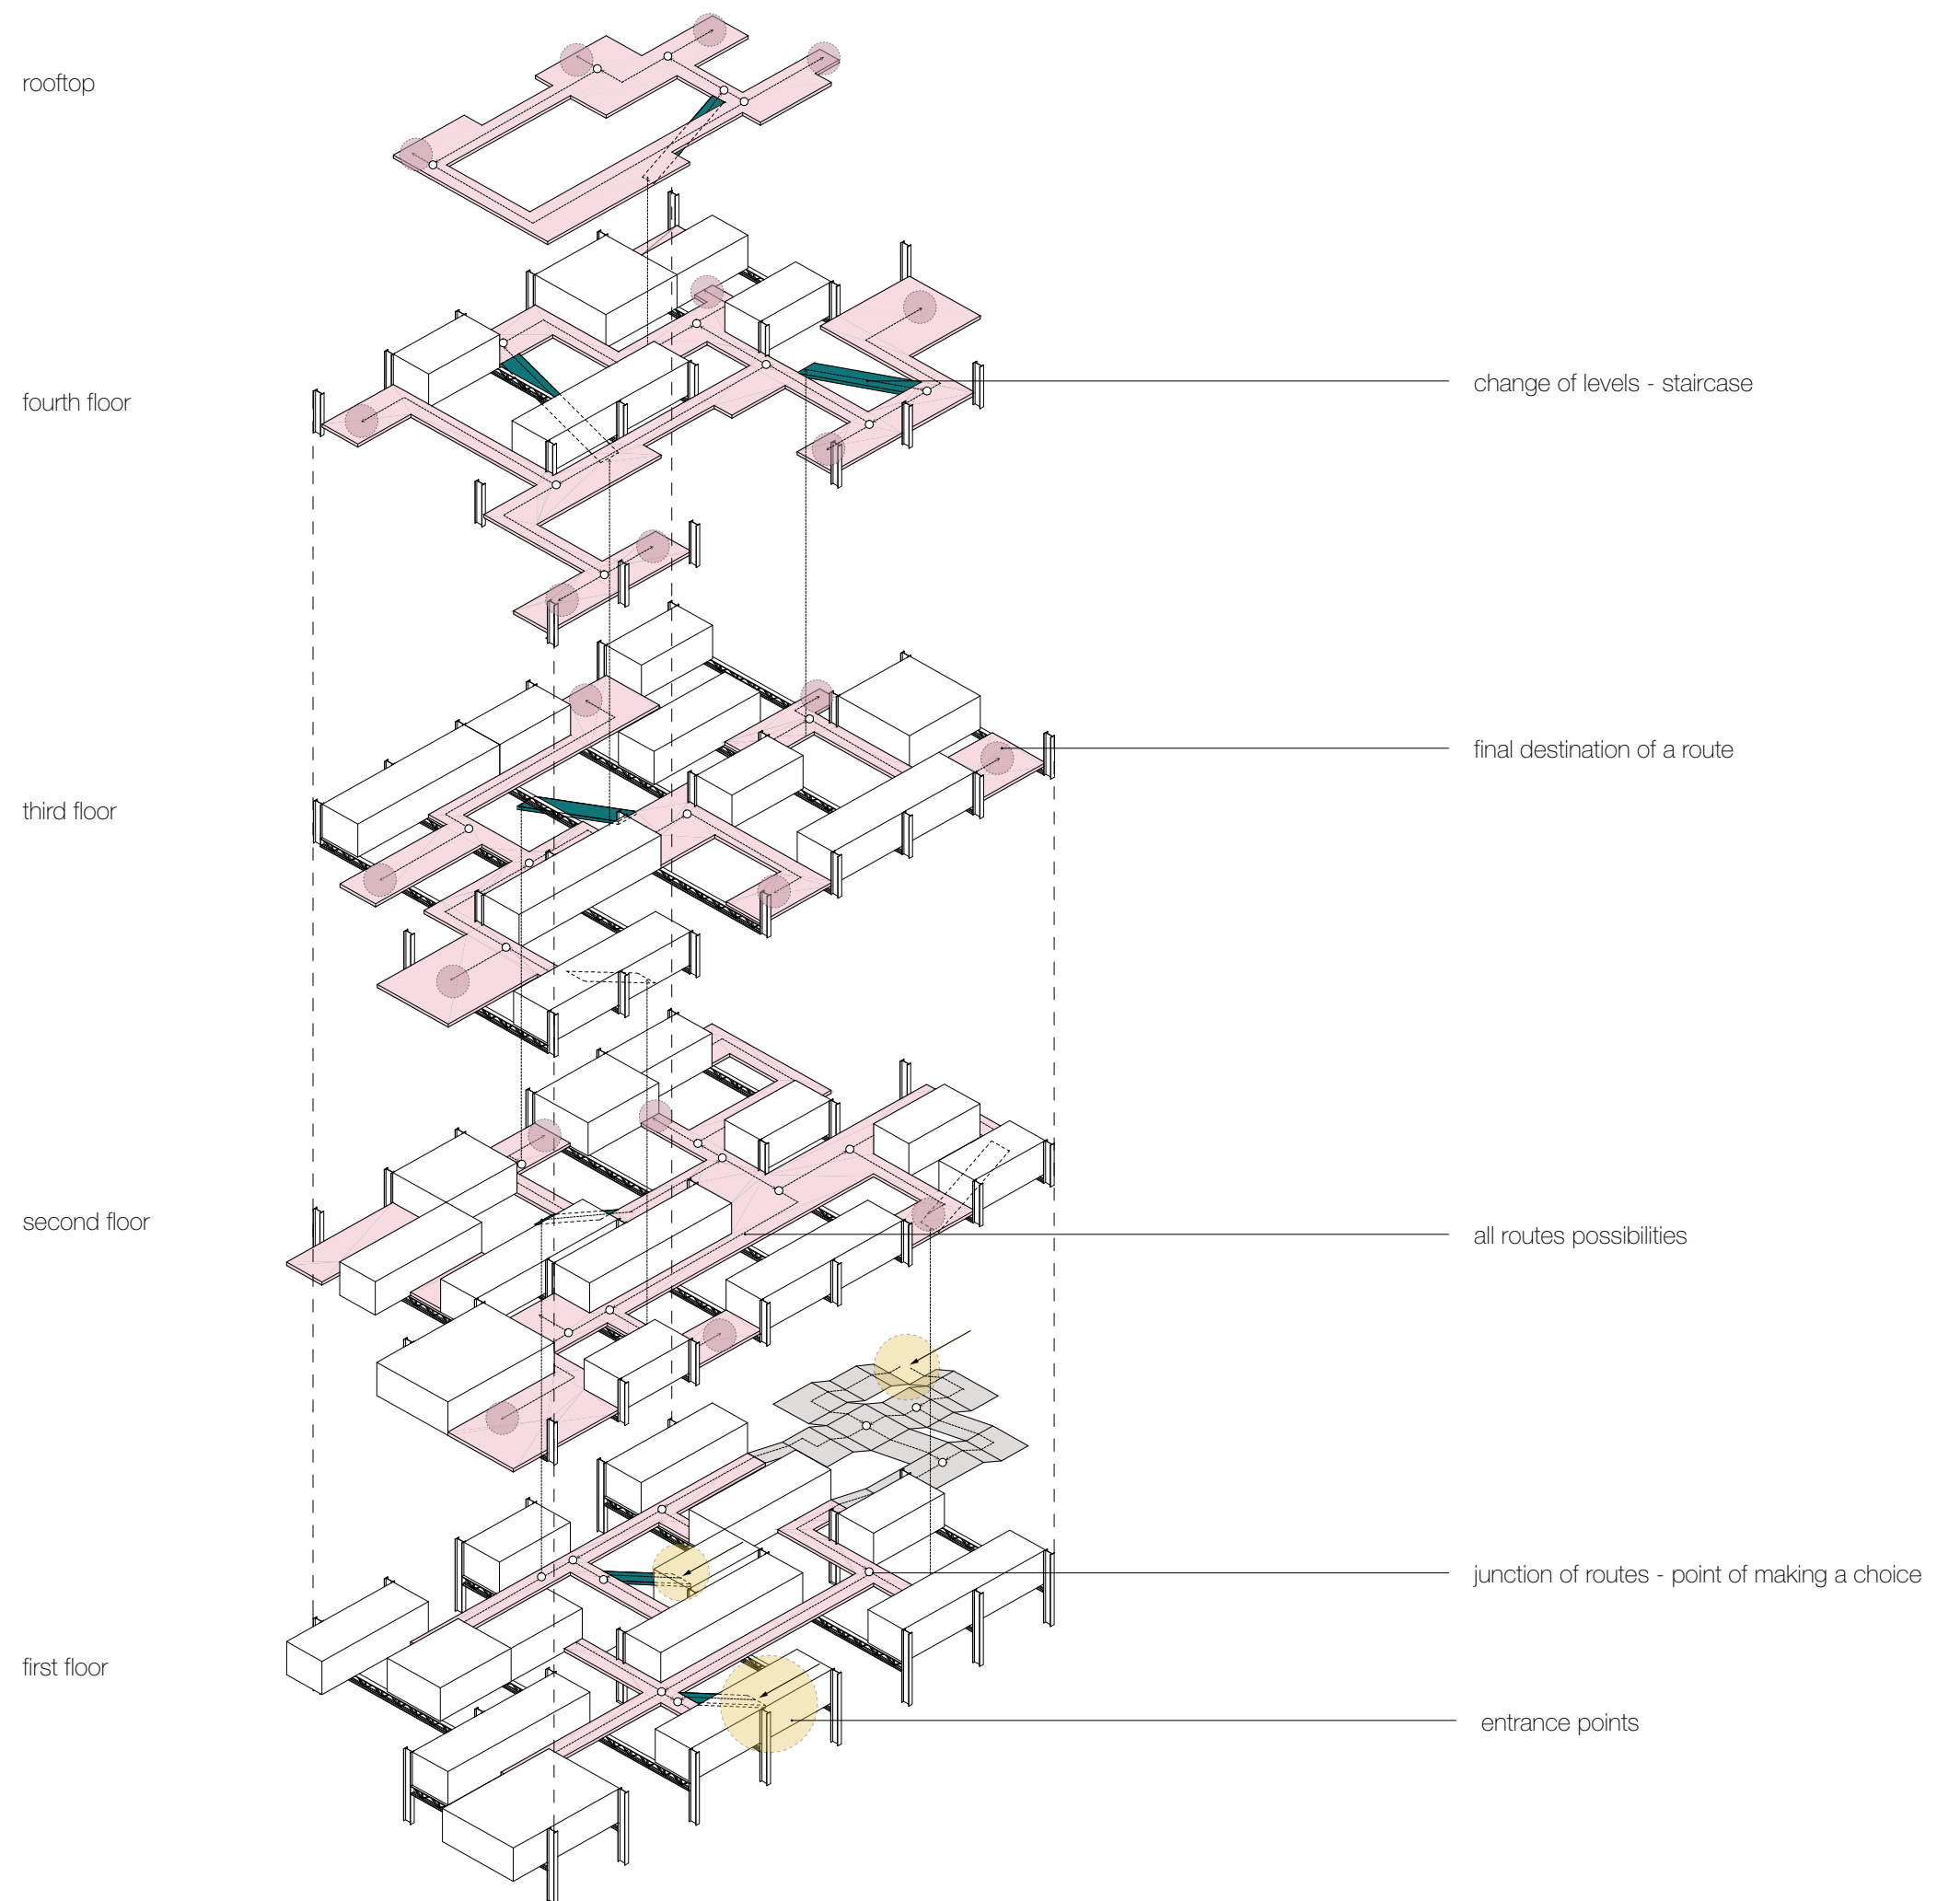 rooftop
change of levels - staircase
fourth floor
final destination of a route
third floor
second floor
all routes possibilities
junction of routes - point of making a choice
first floor
entrance points